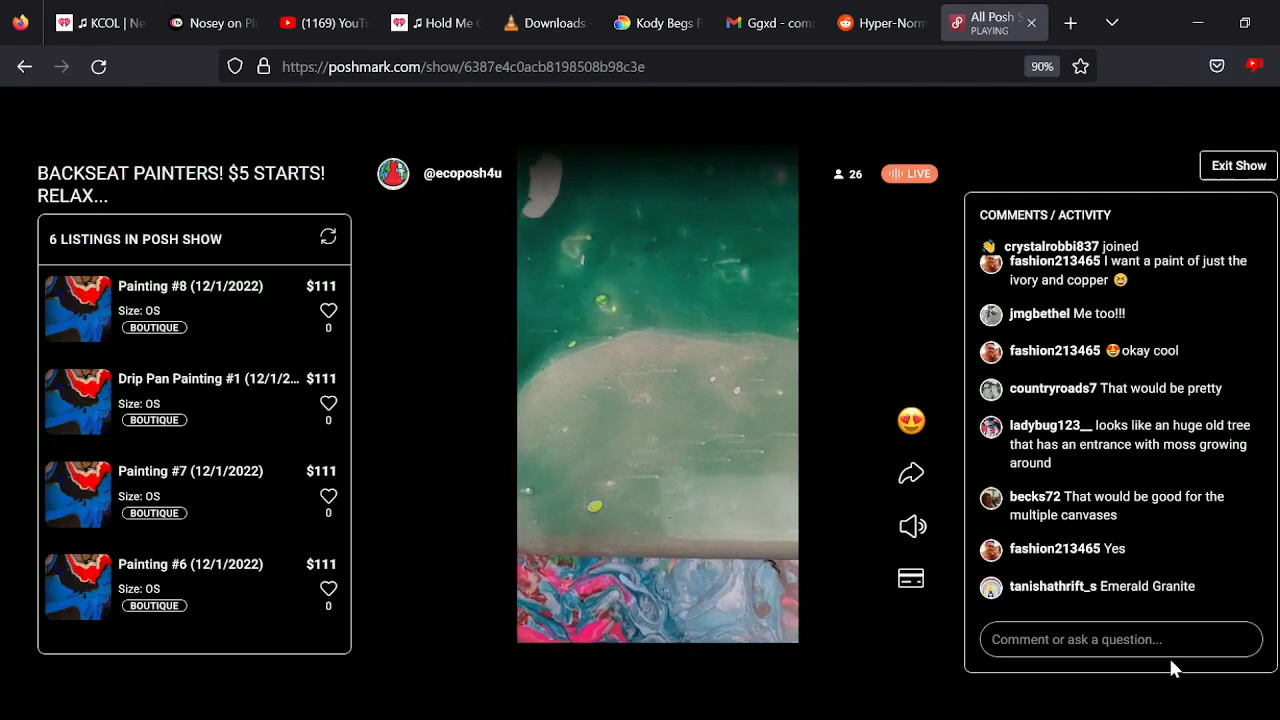 ♫ KCOL | Ne
Nosey on Pl
(1169) YouTu
♫ Hold Me C
Downloads
Kody Begs F
Ggxd - comp
Hyper-Norm
All Posh S
PLAYING
https://poshmark.com/show/6387e4c0acb8198508b98c3e
90%
BACKSEAT PAINTERS! $5 STARTS!
RELAX...
@ecoposh4u
26
LIVE
Exit Show
6 LISTINGS IN POSH SHOW
Painting #8 (12/1/2022) $111
Size: OS
BOUTIQUE
0
Drip Pan Painting #1 (12/1/2... $111
Size: OS
BOUTIQUE
0
Painting #7 (12/1/2022) $111
Size: OS
BOUTIQUE
0
Painting #6 (12/1/2022) $111
Size: OS
BOUTIQUE
0
COMMENTS / ACTIVITY
👋 crystalrobbi837 joined
fashion213465 I want a paint of just the
ivory and copper 😆
jmgbethel Me too!!!
fashion213465 😍okay cool
countryroads7 That would be pretty
ladybug123__ looks like an huge old tree
that has an entrance with moss growing
around
becks72 That would be good for the
multiple canvases
fashion213465 Yes
tanishathrift_s Emerald Granite
Comment or ask a question...